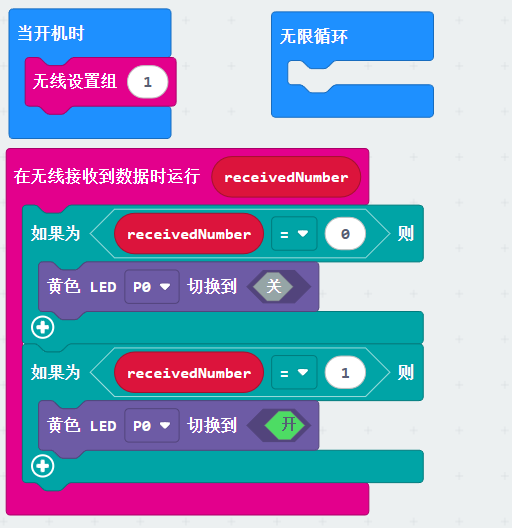 当开机时
无线设置组 1
无限循环
在无线接收到数据时运行 receivedNumber
如果为 receivedNumber = 0 则
黄色 LED P0 切换到 关
如果为 receivedNumber = 1 则
黄色 LED P0 切换到 开